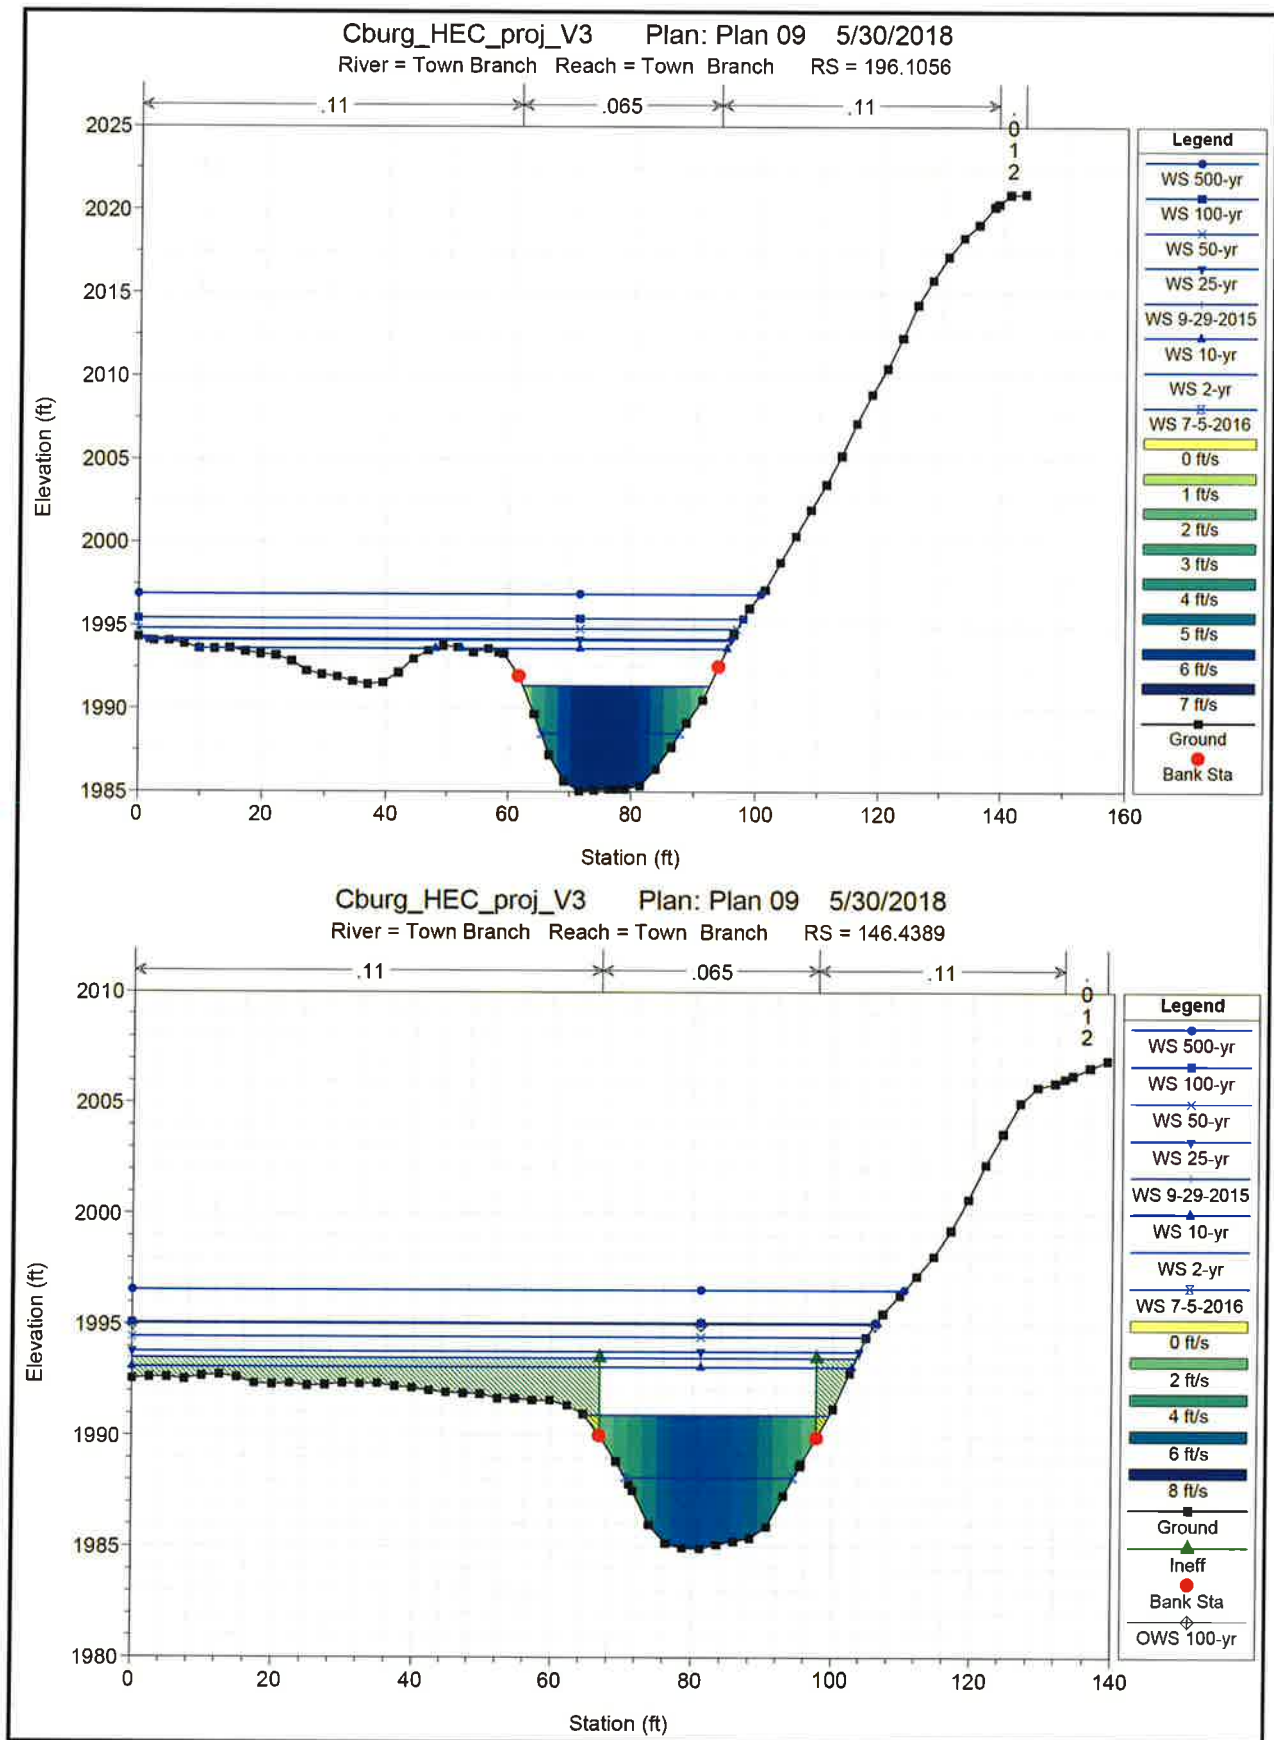 Cburg_HEC_proj_V3 Plan: Plan 09 5/30/2018
River = Town Branch Reach = Town Branch RS = 196.1056
.11 .065 .11 .012
2025
2020
2015
2010
2005
2000
1995
1990
1985
Elevation (ft)
0 20 40 60 80 100 120 140 160
Station (ft)
Legend
WS 500-yr
WS 100-yr
WS 50-yr
WS 25-yr
WS 9-29-2015
WS 10-yr
WS 2-yr
WS 7-5-2016
0 ft/s
1 ft/s
2 ft/s
3 ft/s
4 ft/s
5 ft/s
6 ft/s
7 ft/s
Ground
Bank Sta
Cburg_HEC_proj_V3 Plan: Plan 09 5/30/2018
River = Town Branch Reach = Town Branch RS = 146.4389
.11 .065 .11 .012
2010
2005
2000
1995
1990
1985
1980
Elevation (ft)
0 20 40 60 80 100 120 140
Station (ft)
Legend
WS 500-yr
WS 100-yr
WS 50-yr
WS 25-yr
WS 9-29-2015
WS 10-yr
WS 2-yr
WS 7-5-2016
0 ft/s
2 ft/s
4 ft/s
6 ft/s
8 ft/s
Ground
Ineff
Bank Sta
OWS 100-yr